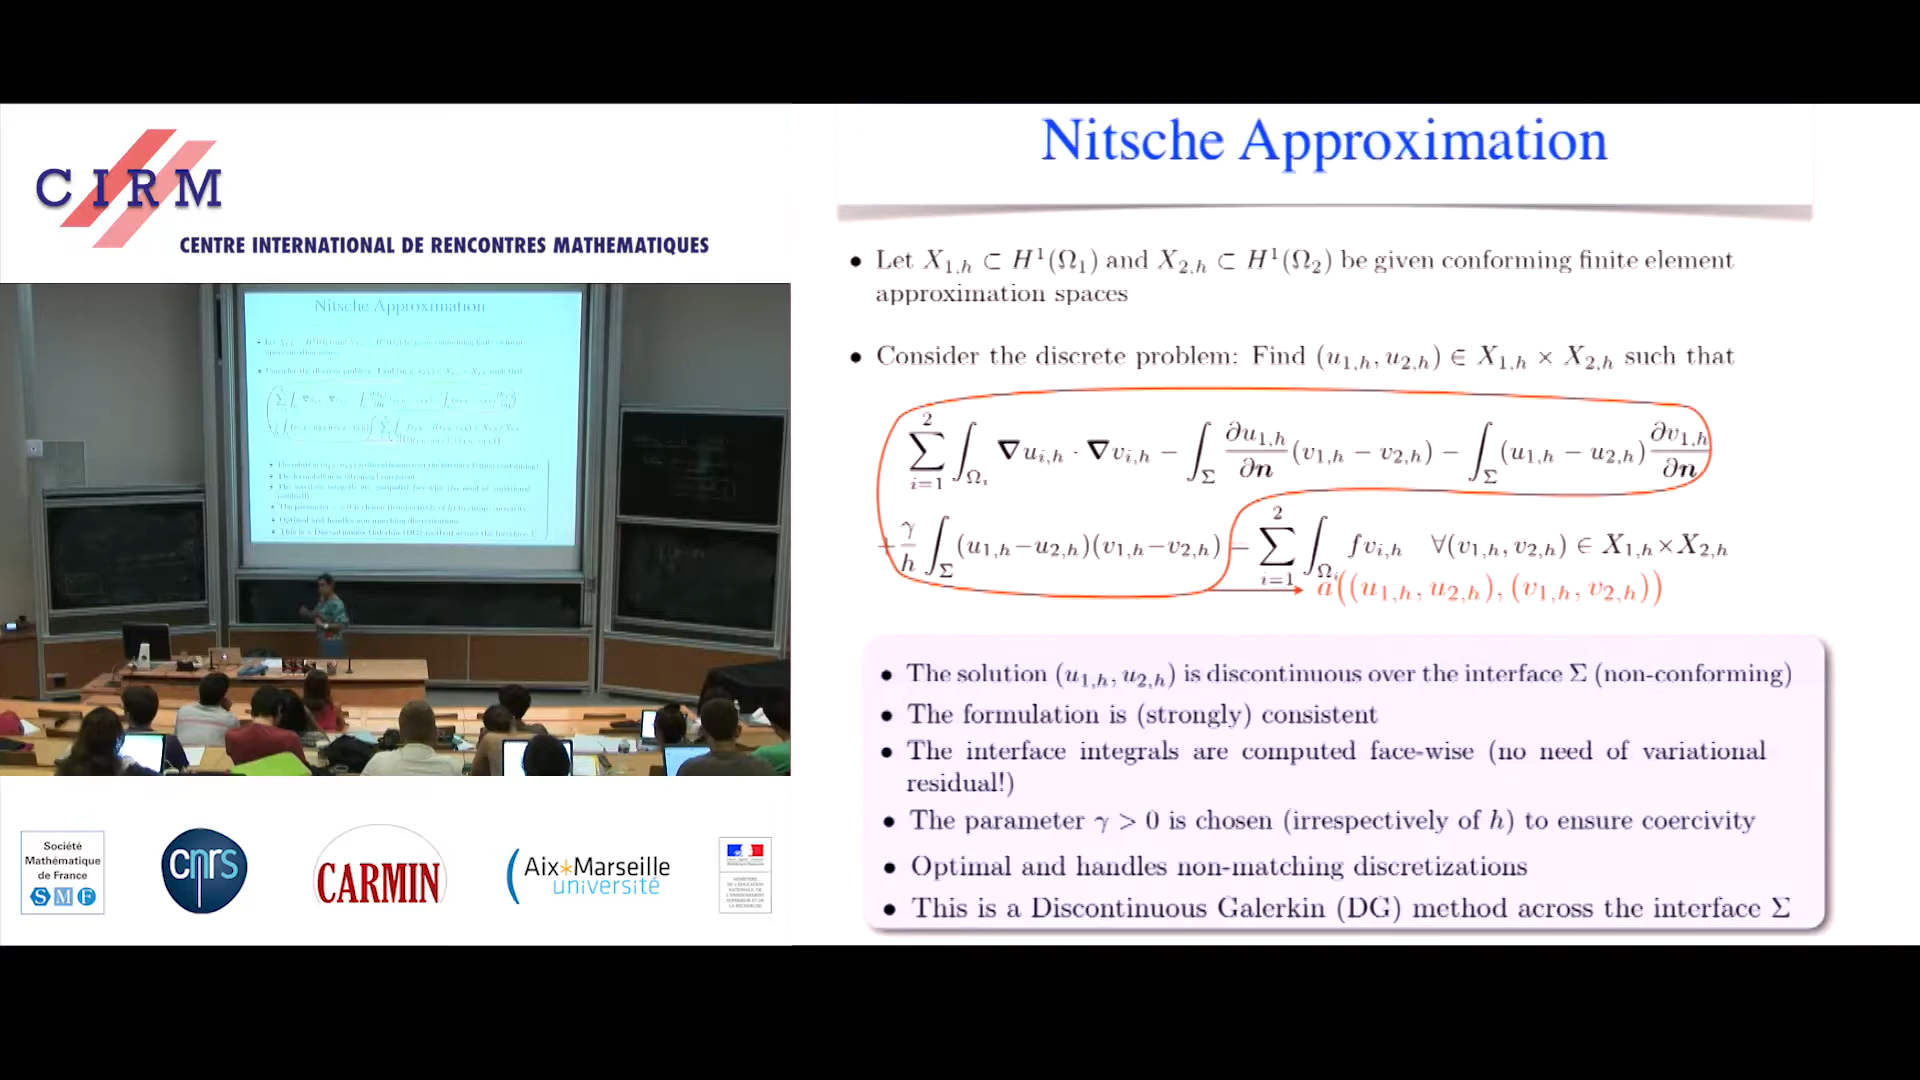 CIRM
CENTRE INTERNATIONAL DE RENCONTRES MATHEMATIQUES
Nitsche Approximation
Société
Mathématique
de France
SMF
cnrs
CARMIN
Aix*Marseille
université
Nitsche Approximation
• Let X_{1,h} ⊂ H^1(Ω_1) and X_{2,h} ⊂ H^1(Ω_2) be given conforming finite element
approximation spaces
• Consider the discrete problem: Find (u_{1,h}, u_{2,h}) ∈ X_{1,h} × X_{2,h} such that
∑_{i=1}^{2} ∫_{Ω_i} ∇u_{i,h} · ∇v_{i,h} − ∫_Σ ∂u_{1,h}/∂n (v_{1,h} − v_{2,h}) − ∫_Σ (u_{1,h} − u_{2,h}) ∂v_{1,h}/∂n
+ γ/h ∫_Σ (u_{1,h}−u_{2,h})(v_{1,h}−v_{2,h}) = ∑_{i=1}^{2} ∫_{Ω_i} f v_{i,h} ∀(v_{1,h}, v_{2,h}) ∈ X_{1,h}×X_{2,h}
a((u_{1,h}, u_{2,h}), (v_{1,h}, v_{2,h}))
• The solution (u_{1,h}, u_{2,h}) is discontinuous over the interface Σ (non-conforming)
• The formulation is (strongly) consistent
• The interface integrals are computed face-wise (no need of variational
residual!)
• The parameter γ > 0 is chosen (irrespectively of h) to ensure coercivity
• Optimal and handles non-matching discretizations
• This is a Discontinuous Galerkin (DG) method across the interface Σ